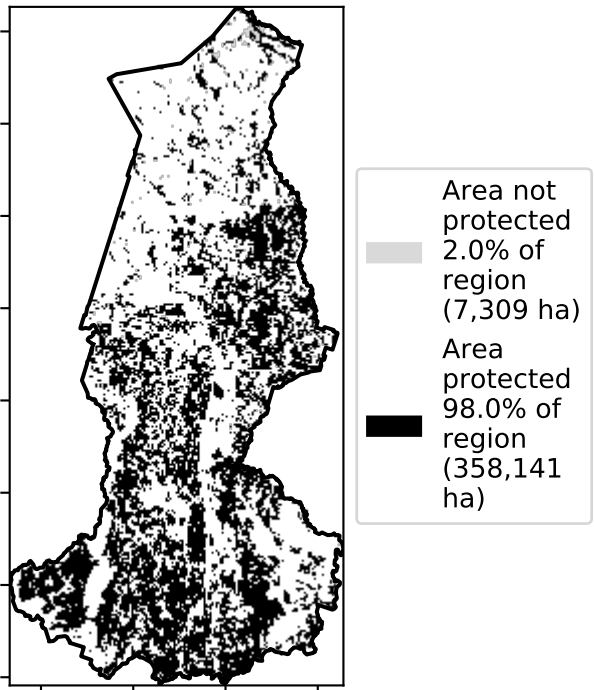 Area not
protected
2.0% of
region
(7,309 ha)
Area
protected
98.0% of
region
(358,141
ha)